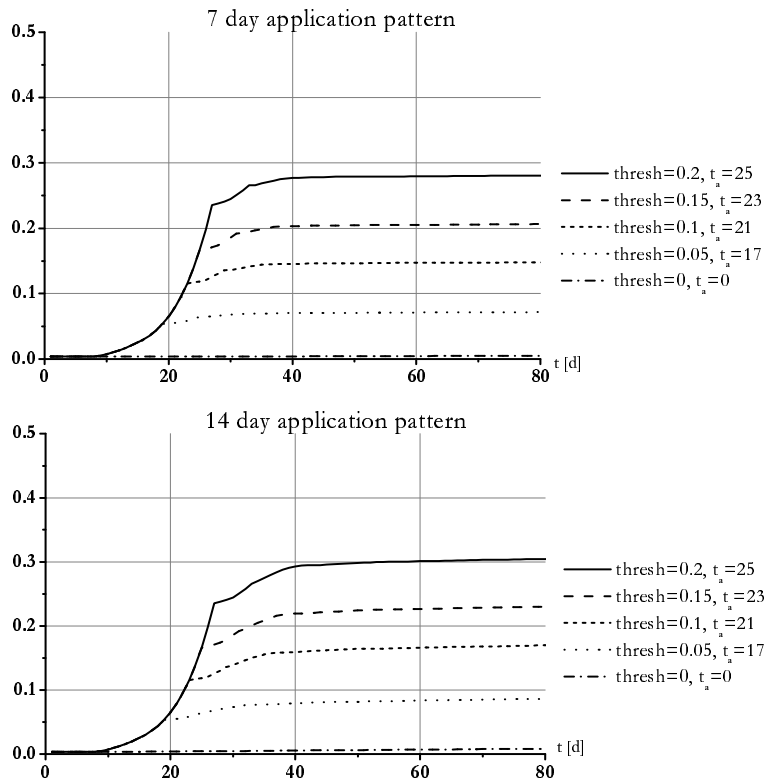 7 day application pattern
0.5
0.4
0.3
0.2
0.1
0.0
0 20 40 60 80
t [d]
thresh=0.2, ta=25
thresh=0.15, ta=23
thresh=0.1, ta=21
thresh=0.05, ta=17
thresh=0, ta=0
14 day application pattern
0.5
0.4
0.3
0.2
0.1
0.0
0 20 40 60 80
t [d]
thresh=0.2, ta=25
thresh=0.15, ta=23
thresh=0.1, ta=21
thresh=0.05, ta=17
thresh=0, ta=0